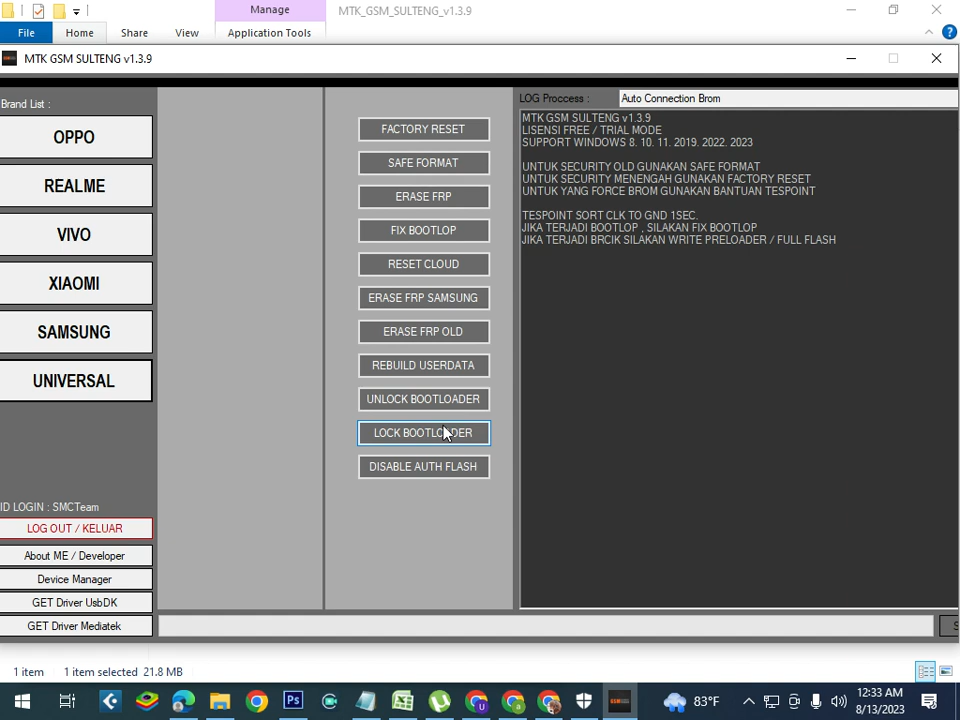 Manage
MTK_GSM_SULTENG_v1.3.9
File
Home
Share
View
Application Tools
MTK GSM SULTENG v1.3.9
Brand List :
OPPO
REALME
VIVO
XIAOMI
SAMSUNG
UNIVERSAL
ID LOGIN : SMCTeam
LOG OUT / KELUAR
About ME / Developer
Device Manager
GET Driver UsbDK
GET Driver Mediatek
FACTORY RESET
SAFE FORMAT
ERASE FRP
FIX BOOTLOP
RESET CLOUD
ERASE FRP SAMSUNG
ERASE FRP OLD
REBUILD USERDATA
UNLOCK BOOTLOADER
LOCK BOOTLOADER
DISABLE AUTH FLASH
LOG Proccess :
Auto Connection Brom
MTK GSM SULTENG v1.3.9
LISENSI FREE / TRIAL MODE
SUPPORT WINDOWS 8. 10. 11. 2019. 2022. 2023
UNTUK SECURITY OLD GUNAKAN SAFE FORMAT
UNTUK SECURITY MENENGAH GUNAKAN FACTORY RESET
UNTUK YANG FORCE BROM GUNAKAN BANTUAN TESPOINT
TESPOINT SORT CLK TO GND 1SEC.
JIKA TERJADI BOOTLOP , SILAKAN FIX BOOTLOP
JIKA TERJADI BRCIK SILAKAN WRITE PRELOADER / FULL FLASH
S
1 item
1 item selected 21.8 MB
Ps
83°F
12:33 AM
8/13/2023